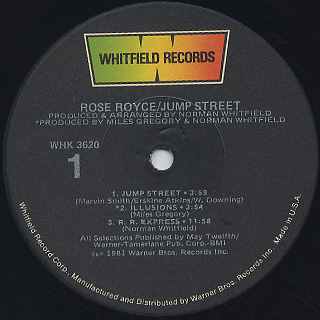 WHITFIELD RECORDS
ROSE ROYCE/JUMP STREET
PRODUCED & ARRANGED BY NORMAN WHITFIELD
*PRODUCED BY MILES GREGORY & NORMAN WHITFIELD
WHK 3620
1
1. JUMP STREET • 3:59
(Marvin Smith/Erskine Atkins/W. Downing)
*2. ILLUSIONS • 3:54
(Miles Gregory)
3. R. R. EXPRESS • 11:58
(Norman Whitfield)
All Selections Published by May Twelfth/
Warner-Tamerlane Pub. Corp.-BMI
℗&© 1981 Warner Bros. Records Inc.
Whitfield Record Corp., Manufactured and Distributed by Warner Bros. Records Inc. Made in U.S.A.